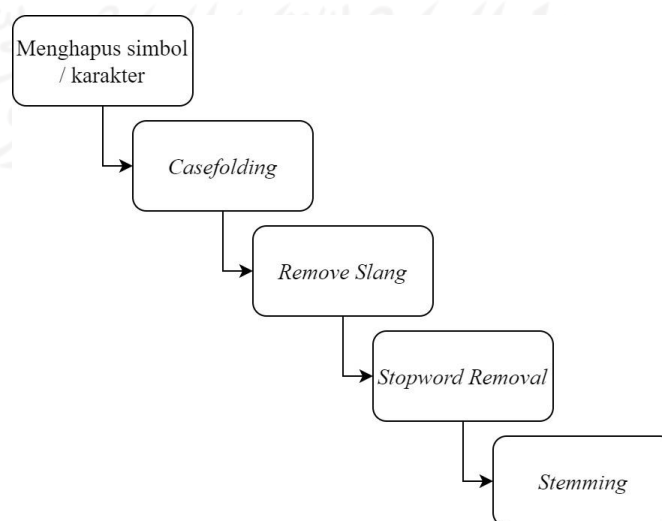 Menghapus simbol
/ karakter
Casefolding
Remove Slang
Stopword Removal
Stemming